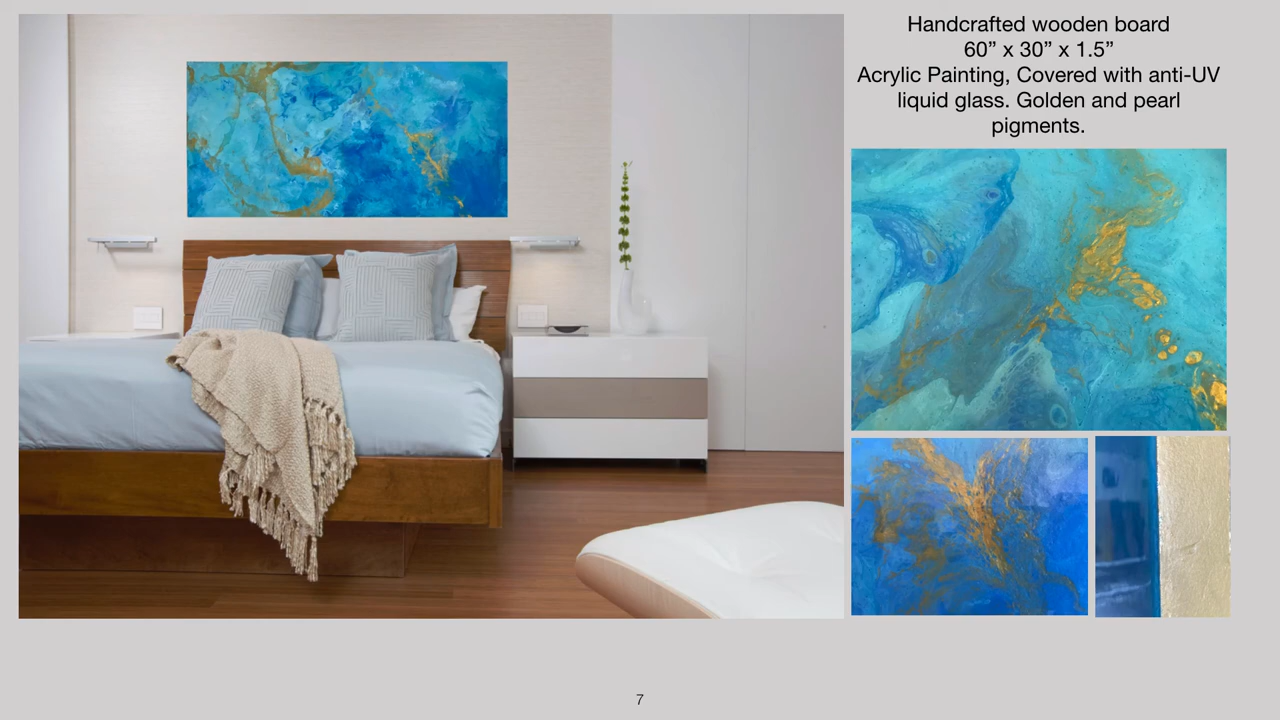 Handcrafted wooden board
60” x 30” x 1.5”
Acrylic Painting, Covered with anti-UV
liquid glass. Golden and pearl
pigments.
7